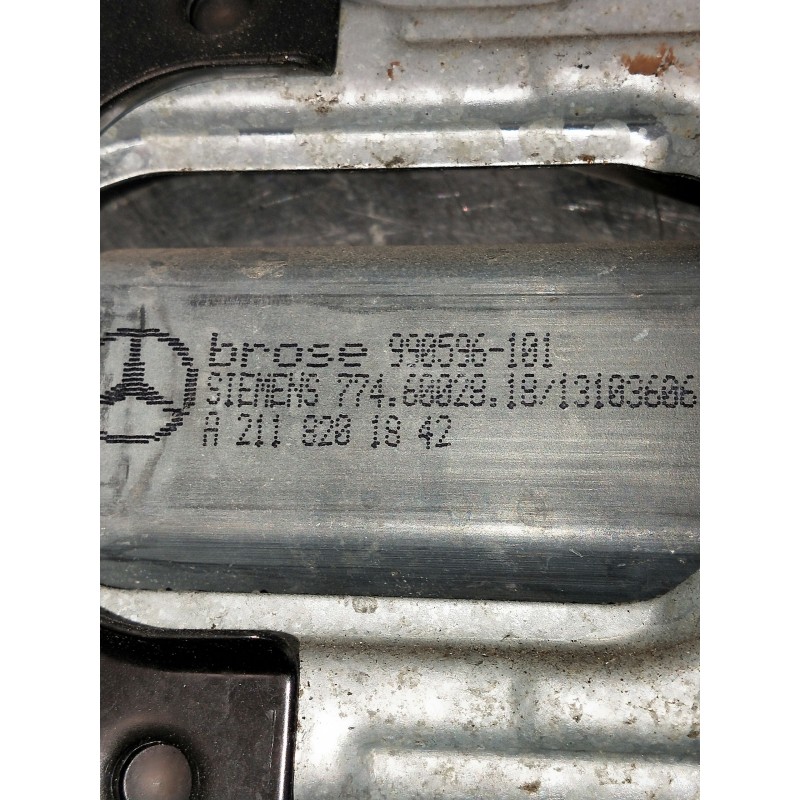 brose 990596-101
SIEMENS 774.60028.18/13103606
A 211 820 18 42